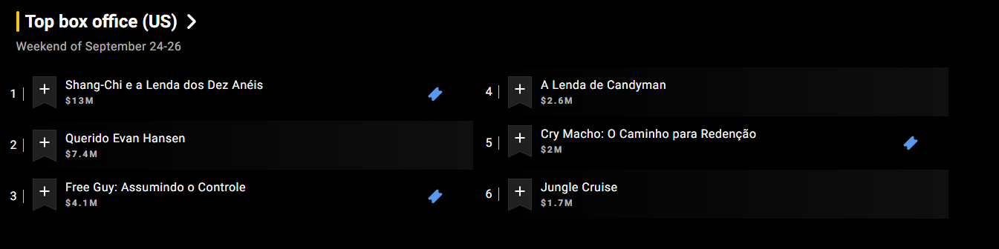 Top box office (US)
Weekend of September 24-26
1
Shang-Chi e a Lenda dos Dez Anéis
$13M
2
Querido Evan Hansen
$7.4M
3
Free Guy: Assumindo o Controle
$4.1M
4
A Lenda de Candyman
$2.6M
5
Cry Macho: O Caminho para Redenção
$2M
6
Jungle Cruise
$1.7M